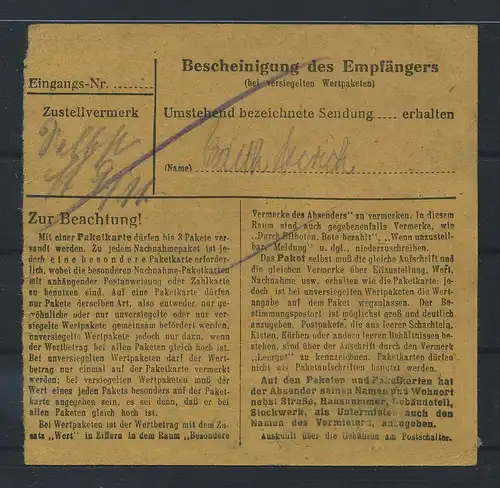 Bescheinigung des Empfängers
(bei versiegelten Wertpaketen)
Eingangs-Nr. ........
Zustellvermerk
Umstehend bezeichnete Sendung..... erhalten
(Name)
Zur Beachtung!
Mit einer Paketkarte dürfen bis 3 Pakete ver-
sandt werden. Zu jedem Nachnahmepaket ist je-
doch eine besondere Paketkarte erforder-
lich, wobei die besonderen Nachnahme-Paketkarten
mit anhängender Postanweisung oder Zahlkarte
zu benutzen sind. Auf eine Paketkarte dürfen
nur Pakete derselben Art, also entweder nur ge-
wöhnliche oder nur unversiegelte oder nur ver-
siegelte Wertpakete gemeinsam befördert werden,
unversiegelte Wertpakete jedoch nur dann, wenn
der Wertbetrag bei allen Paketen gleich hoch ist.
Bei unversiegelten Wertpaketen darf der Wert-
betrag nur einmal auf der Paketkarte vermerkt
werden; bei versiegelten Wertpaketen muß der
Wert eines jeden Pakets besonders auf der Paket-
karte angegeben sein, es sei denn, daß er bei
allen Paketen gleich hoch ist.
Bei Wertpaketen ist der Wertbetrag mit dem Zu-
satz „Wert" in Ziffern in dem Raum „Besondere
Vermerke des Absenders" zu vermerken. In diesem
Raum sind auch gegebenenfalls Vermerke, wie
„Durch Eilboten, Bote bezahlt", „Wenn unzustell-
bar, Meldung" u. dgl., niederzuschreiben.
Das Paket selbst muß die gleiche Aufschrift und
die gleichen Vermerke über Eilzustellung, Wert,
Nachnahme usw. erhalten wie die Paketkarte; je-
doch ist bei unversiegelten Wertpaketen die Wert-
angabe auf dem Paket wegzulassen. Der Be-
stimmungspostort ist möglichst groß und deutlich
anzugeben. Postpakete, die aus leeren Schachteln,
Kisten, Körben oder anderen leeren Behältnissen be-
stehen, sind über der Aufschrift durch den Vermerk
„Leergut" zu kennzeichnen. Paketkarten dürfen
nicht als Paketaufschriften benutzt werden.
Auf den Paketen und Paketkarten hat
der Absender seinen Namen und Wohnort
nebst Straße, Hausnummer, Gebäudeteil,
Stockwerk, als Untermieter auch den
Namen des Vermieters, anzugeben.
Auskunft über die Gebühren am Postschalter.